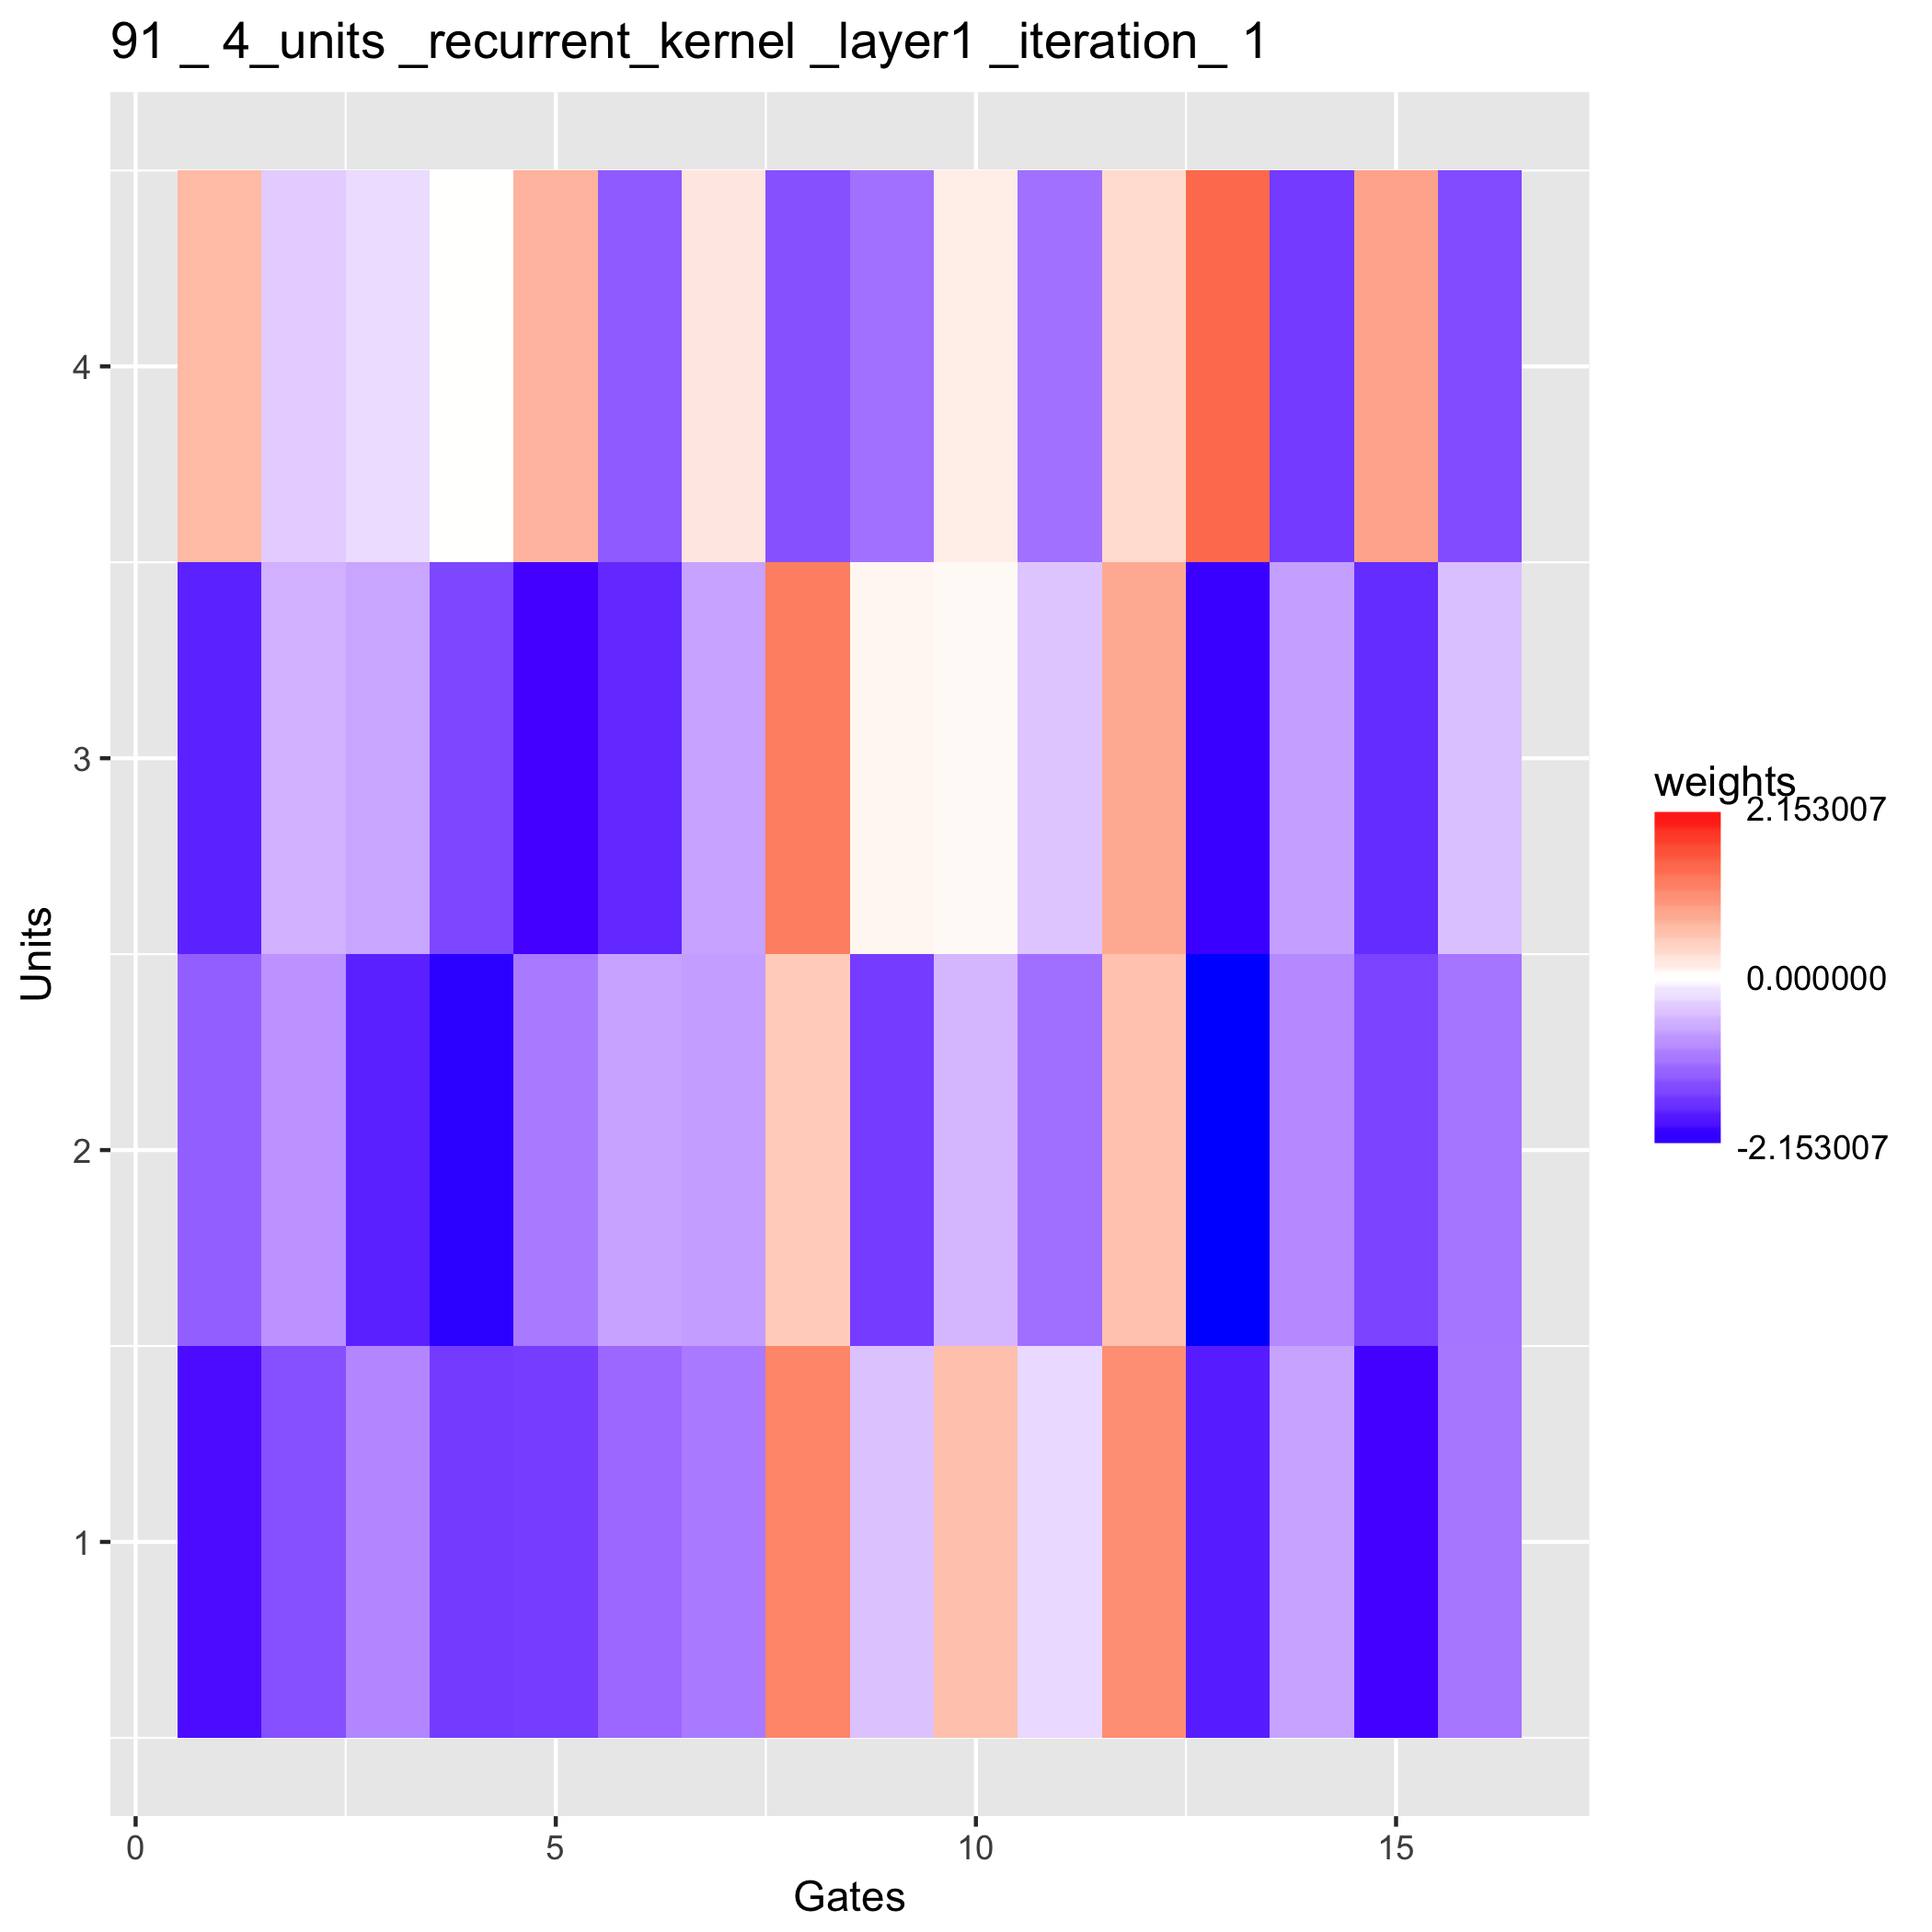 91 _ 4_units _recurrent_kernel _layer1 _iteration_ 1
4
3
2
1
Units
0 5 10 15
Gates
weights
2.153007
0.000000
-2.153007